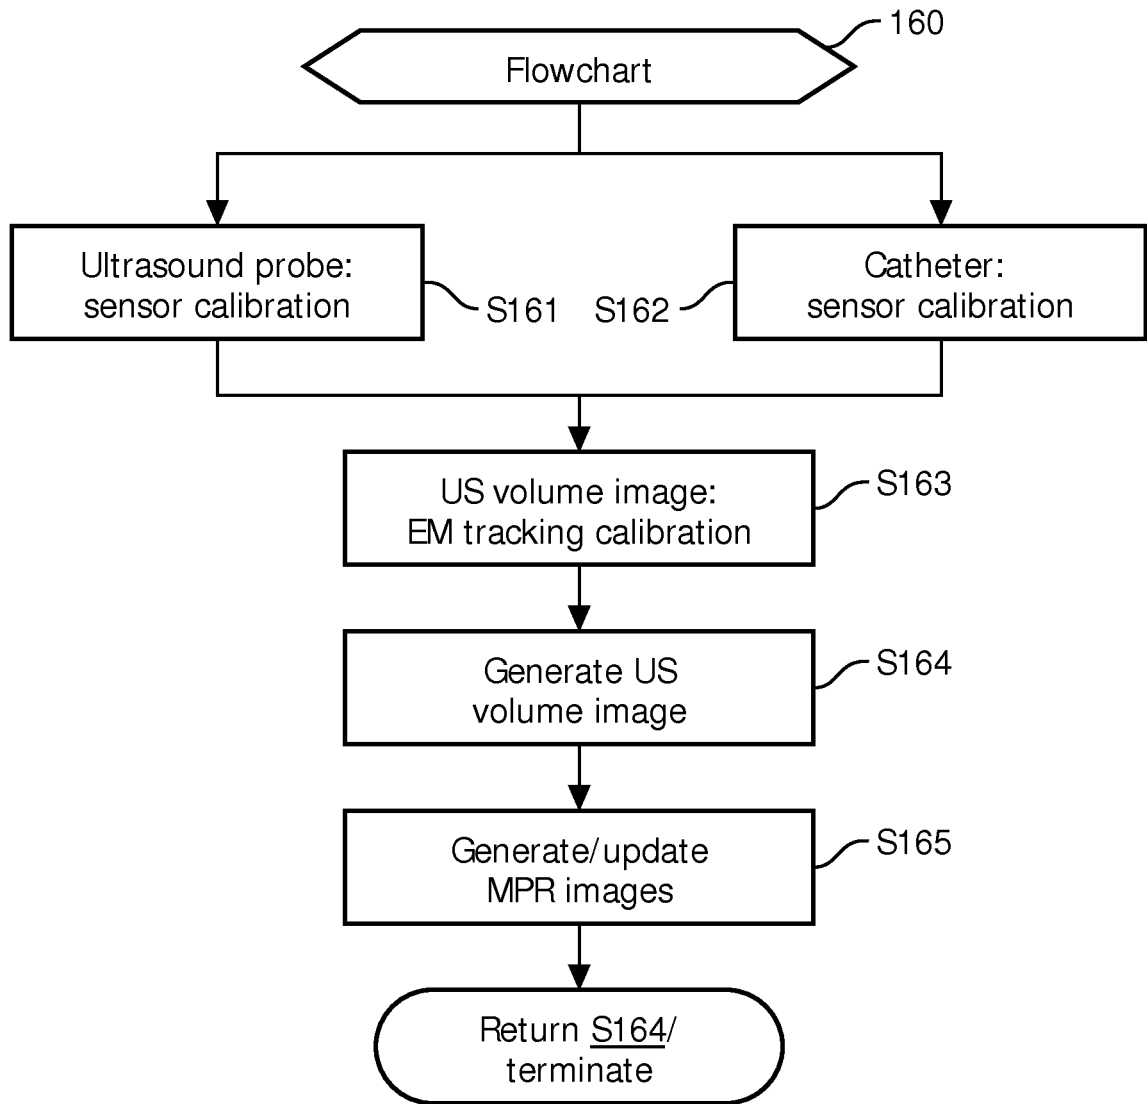 160
Flowchart
Ultrasound probe:
sensor calibration
S161
S162
Catheter:
sensor calibration
US volume image:
EM tracking calibration
S163
Generate US
volume image
S164
Generate/update
MPR images
S165
Return S164/
terminate